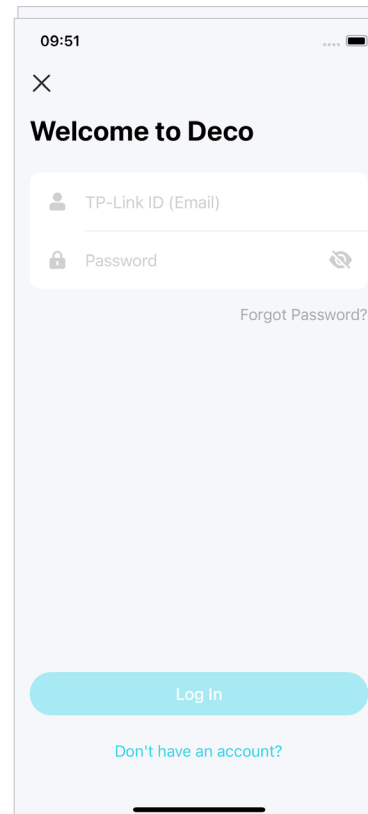 09:51
Welcome to Deco
TP-Link ID (Email)
Password
Forgot Password?
Log In
Don't have an account?